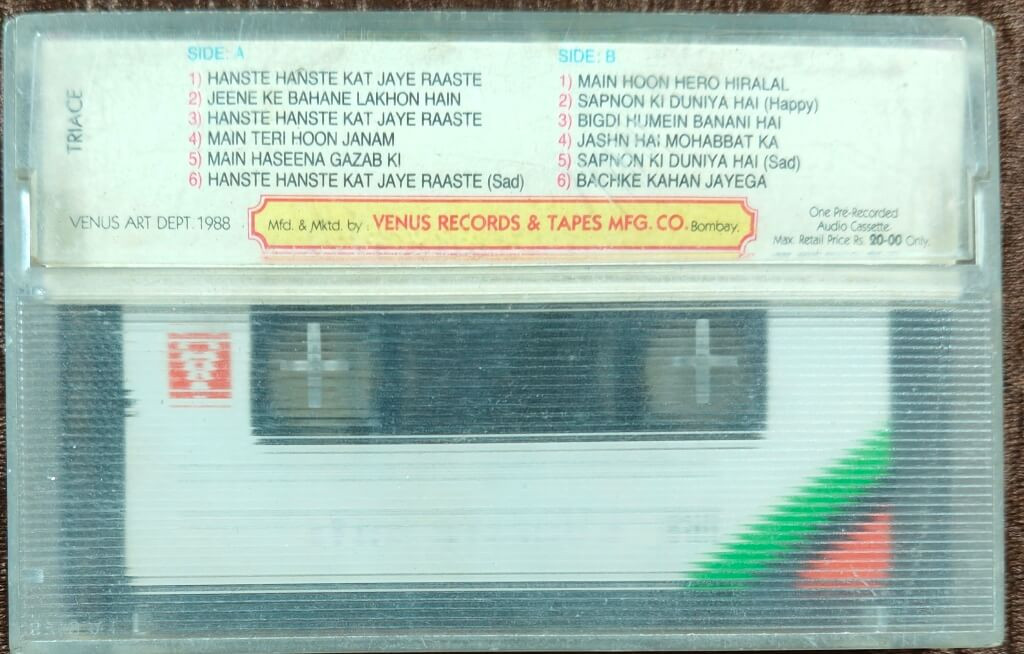 TRIACE
SIDE: A
1) HANSTE HANSTE KAT JAYE RAASTE
2) JEENE KE BAHANE LAKHON HAIN
3) HANSTE HANSTE KAT JAYE RAASTE
4) MAIN TERI HOON JANAM
5) MAIN HASEENA GAZAB KI
6) HANSTE HANSTE KAT JAYE RAASTE (Sad)
SIDE: B
1) MAIN HOON HERO HIRALAL
2) SAPNON KI DUNIYA HAI (Happy)
3) BIGDI HUMEIN BANANI HAI
4) JASHN HAI MOHABBAT KA
5) SAPNON KI DUNIYA HAI (Sad)
6) BACHKE KAHAN JAYEGA
VENUS ART DEPT. 1988
Mfd. & Mktd. by : VENUS RECORDS & TAPES MFG. CO. Bombay.
One Pre-Recorded
Audio Cassette
Max. Retail Price Rs. 20-00 Only.